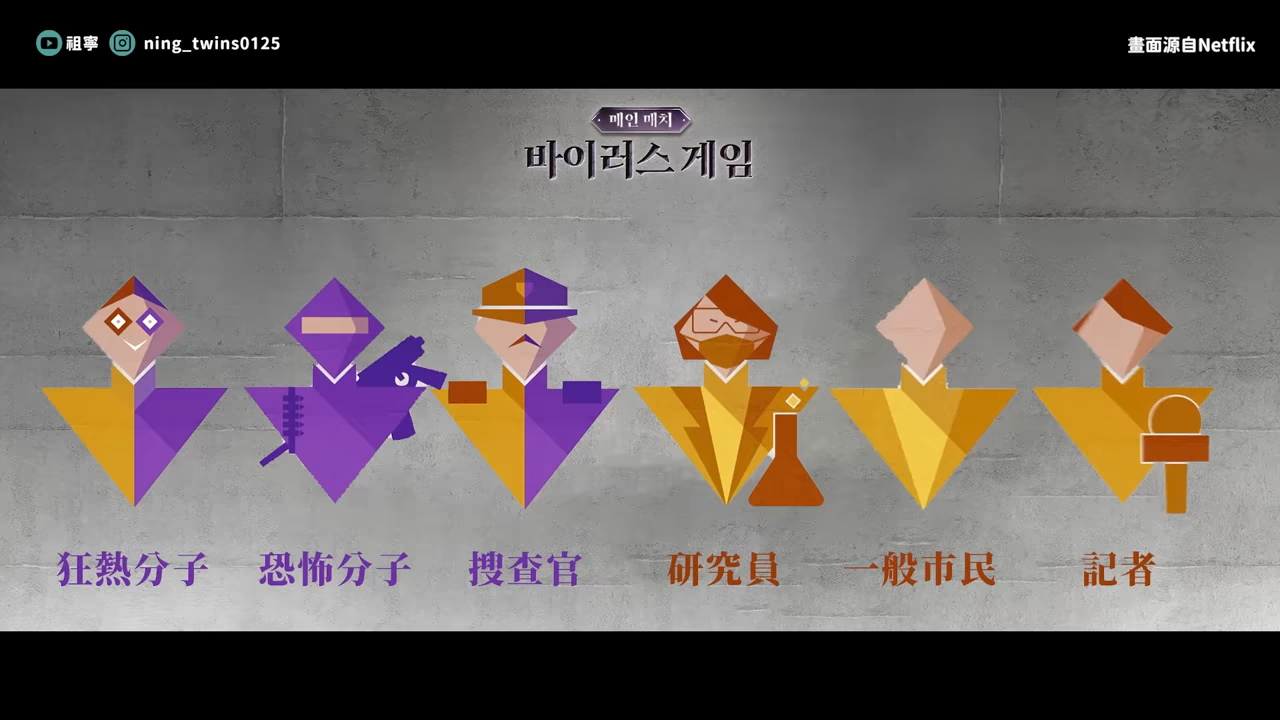 祖寧 ning_twins0125
畫面源自Netflix
메인 매치
바이러스 게임
狂熱分子 恐怖分子 搜查官 研究員 一般市民 記者